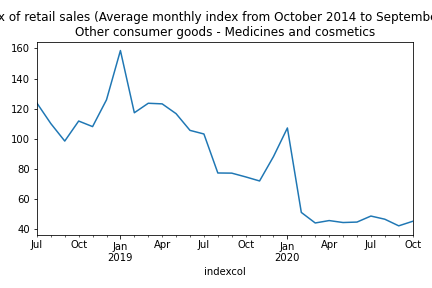 of retail sales (Average monthly index from October 2014 to
Other consumer goods - Medicines and cosmetics
160
140
120
100
80
60
40
Jul Oct Jan Apr Jul Oct Jan Apr Jul Oct
2019 2020
indexcol